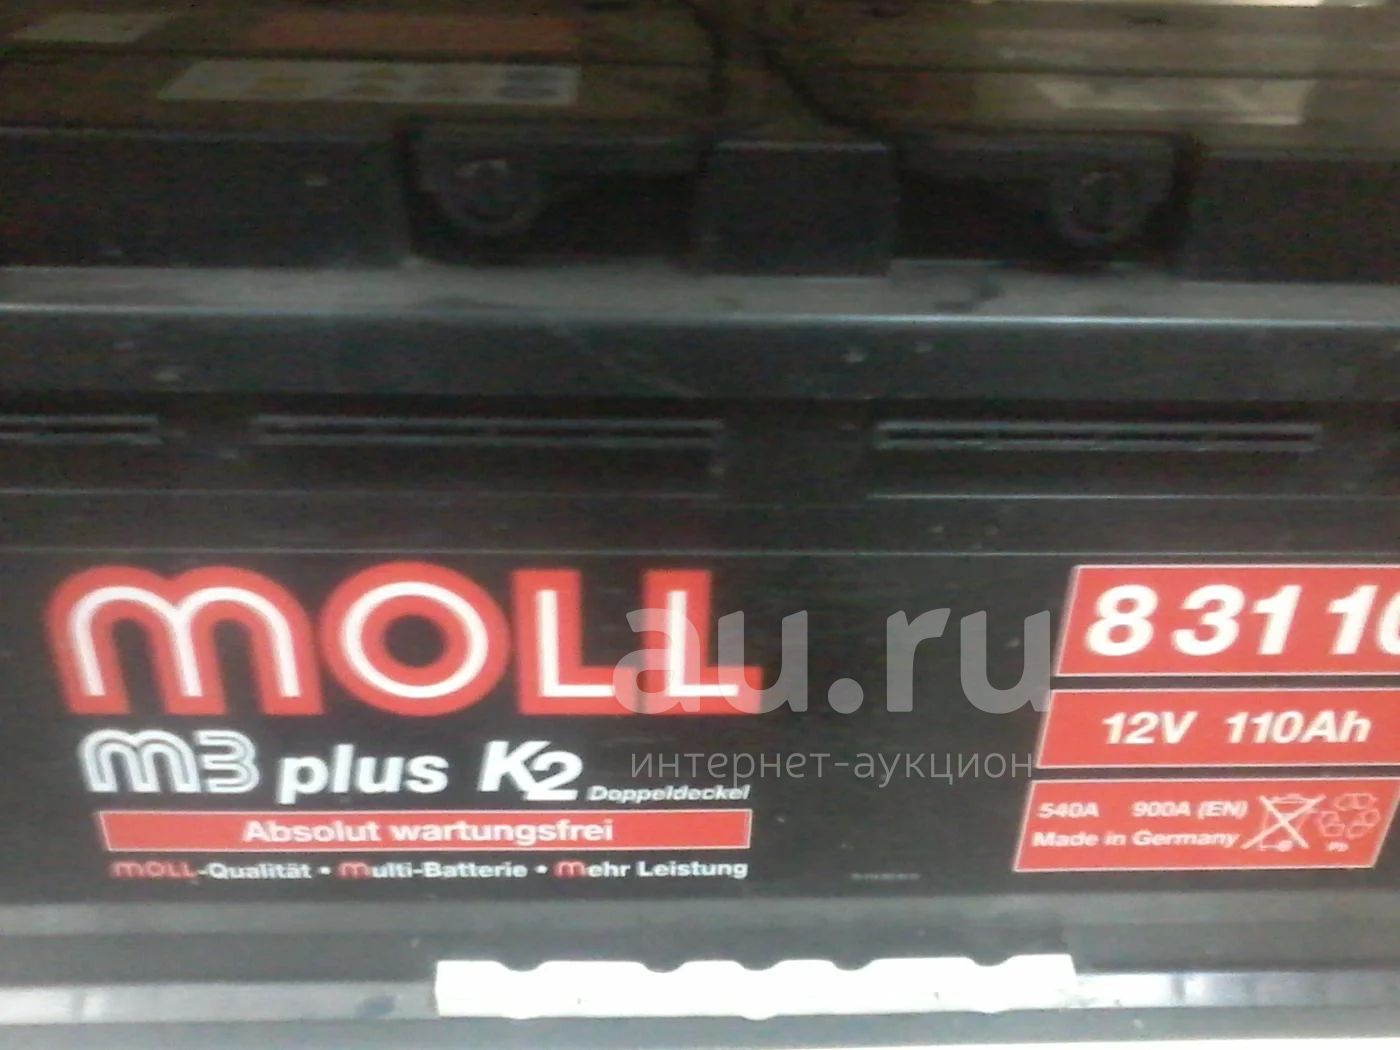 MOLL
8 31 10
m3 plus K2 Doppeldeckel
12V 110Ah
Absolut wartungsfrei
540A 900A (EN)
Made in Germany
Pb
MOLL-Qualität • Multi-Batterie • Mehr Leistung
au.ru
интернет-аукцион